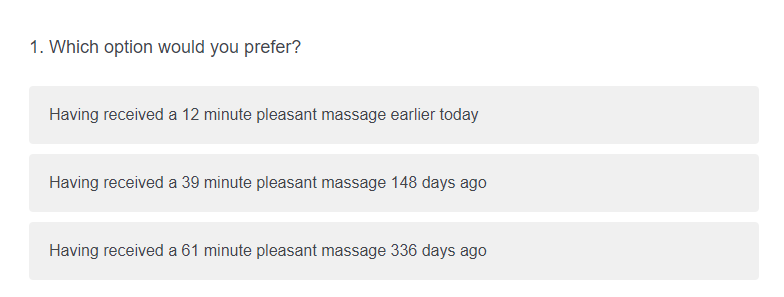 1. Which option would you prefer?
Having received a 12 minute pleasant massage earlier today
Having received a 39 minute pleasant massage 148 days ago
Having received a 61 minute pleasant massage 336 days ago